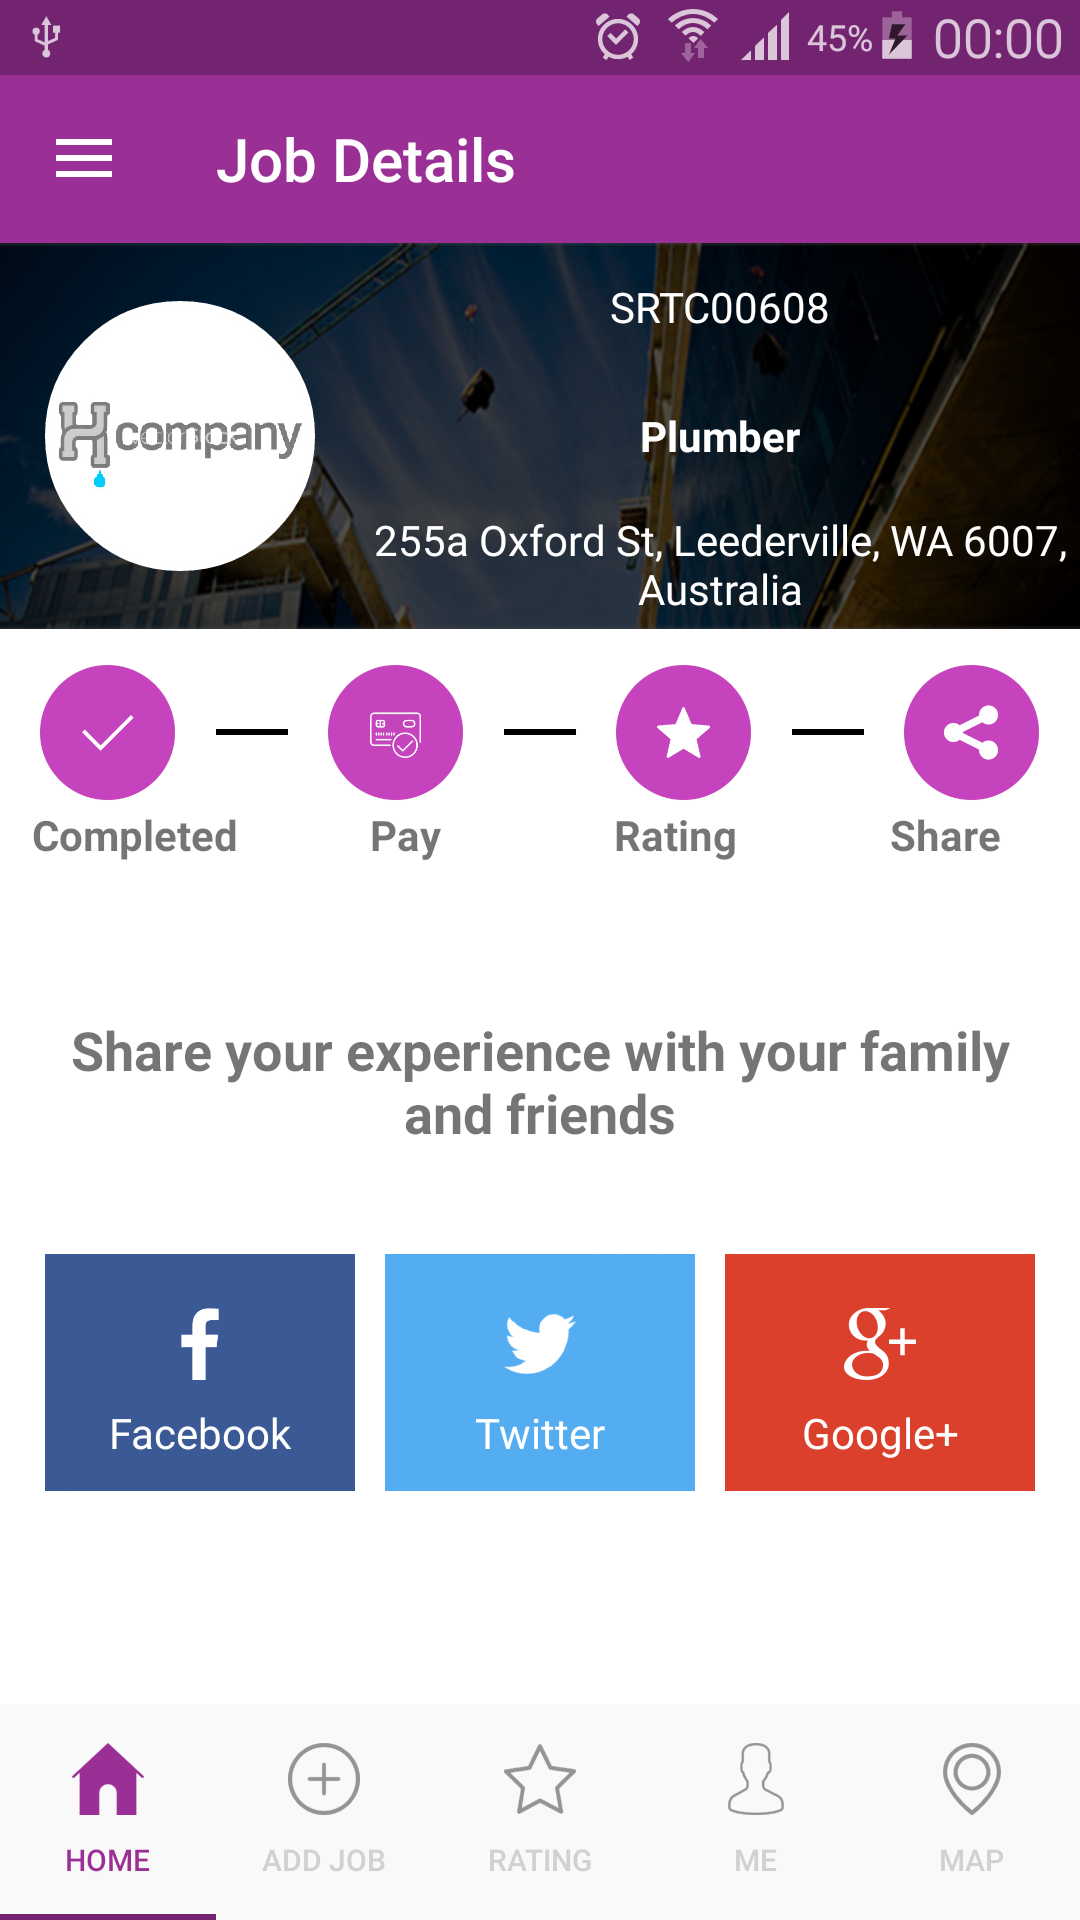 45% 00:00
Job Details
SRTC00608
company
Plumber
255a Oxford St, Leederville, WA 6007,
Australia
Completed Pay Rating Share
Share your experience with your family
and friends
Facebook Twitter Google+
HOME ADD JOB RATING ME MAP